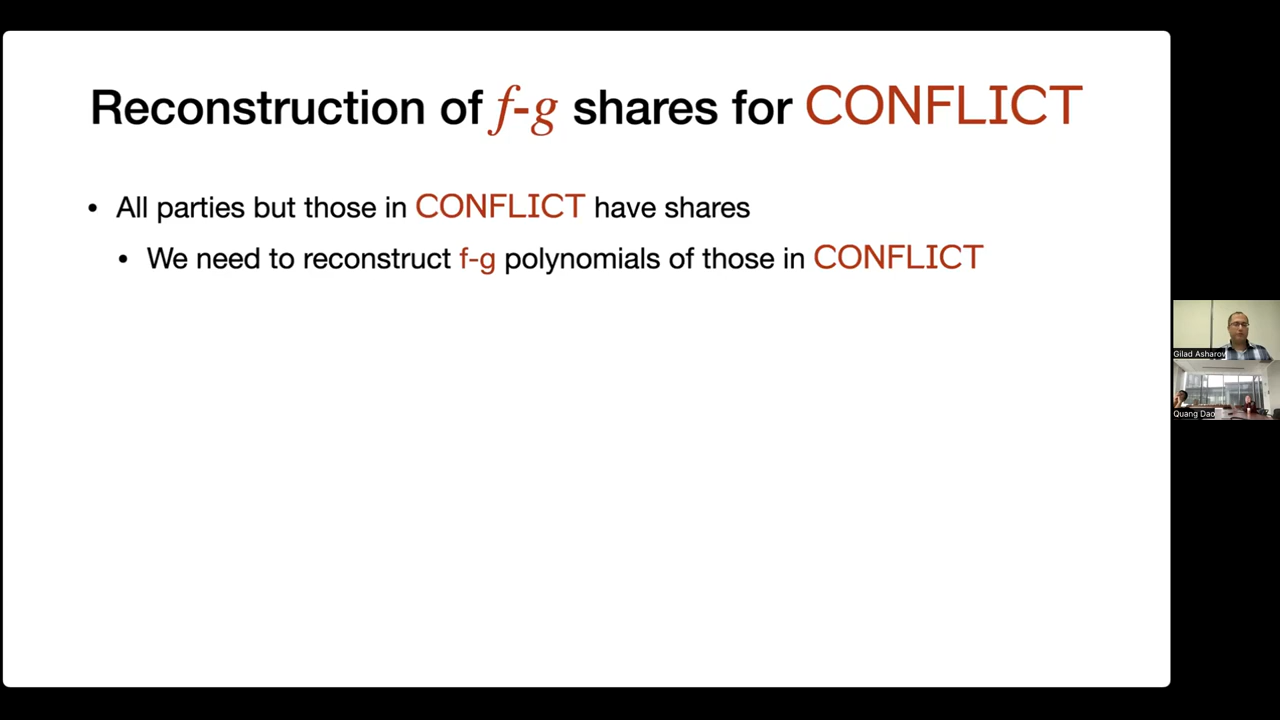 Reconstruction of f-g shares for CONFLICT
• All parties but those in CONFLICT have shares
• We need to reconstruct f-g polynomials of those in CONFLICT
Gilad Asharov
Quang Dao